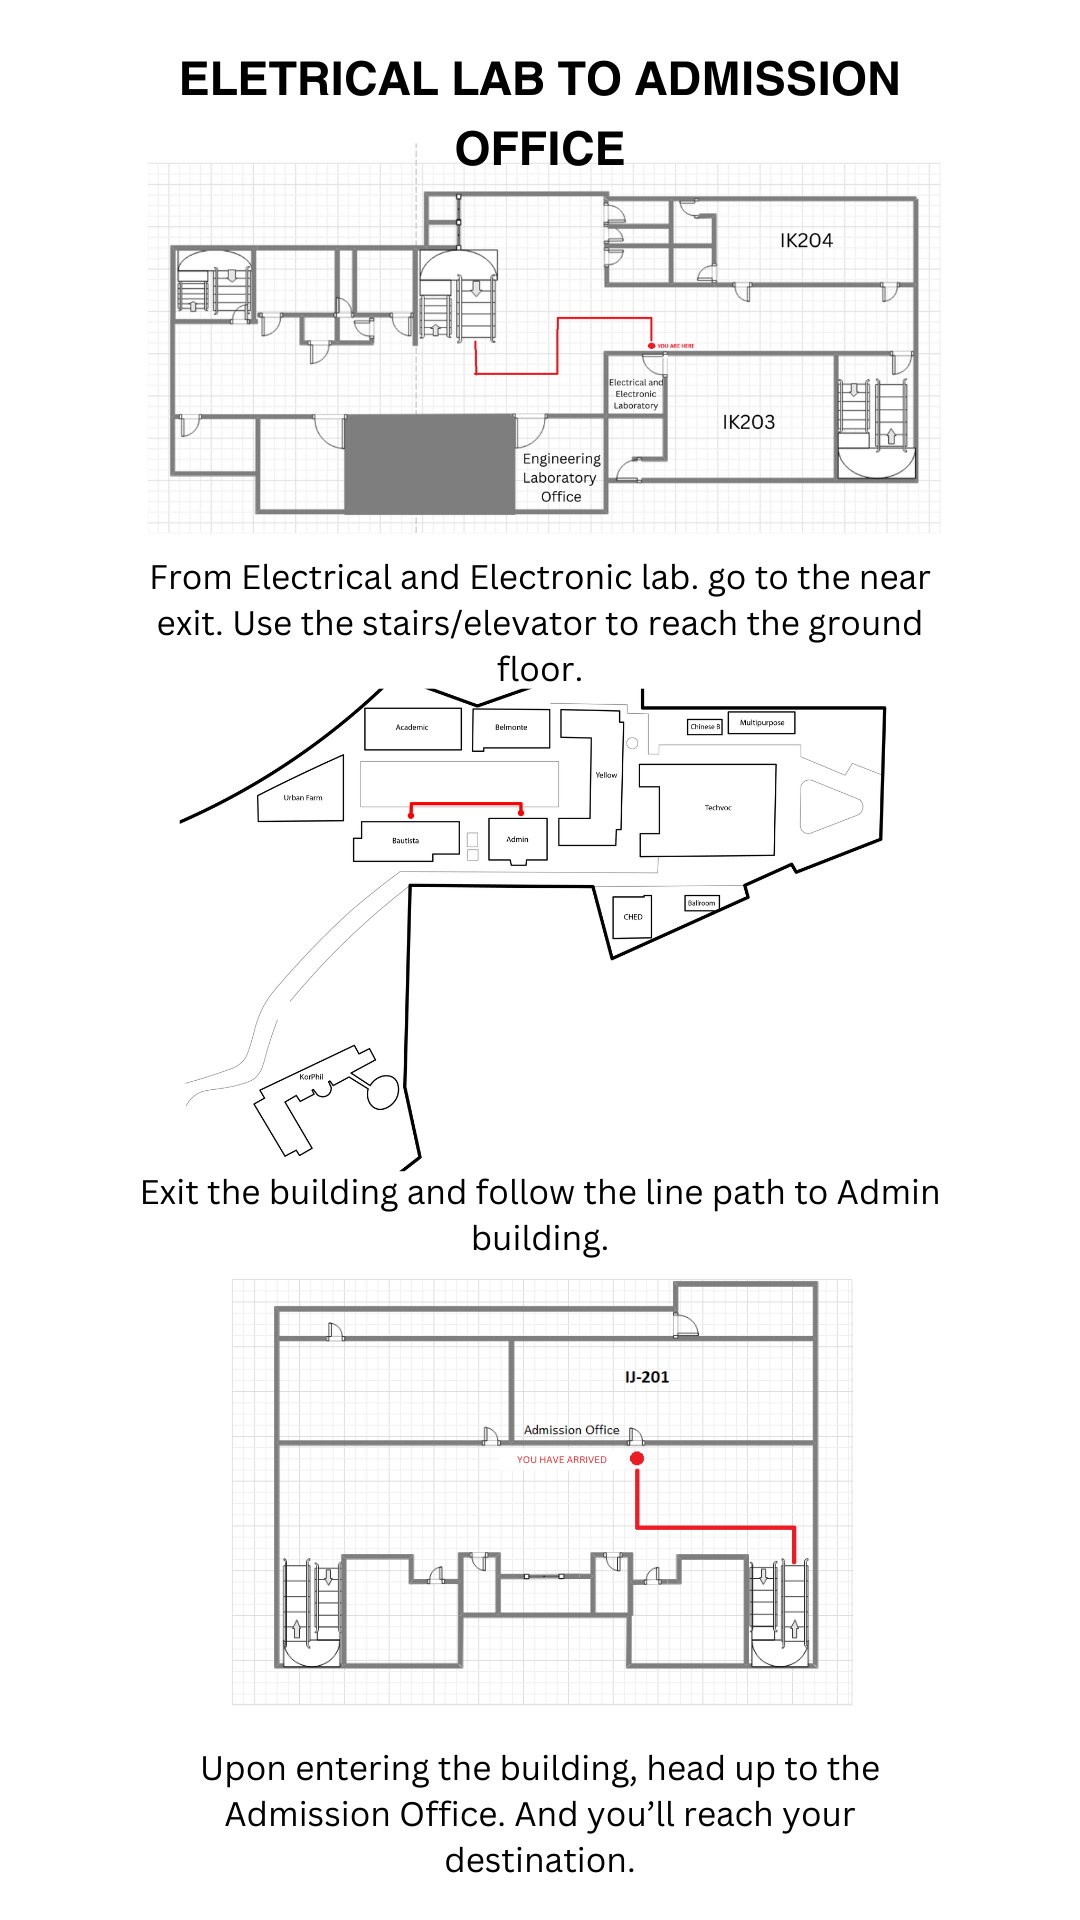 ELETRICAL LAB TO ADMISSION
OFFICE
IK204
YOU ARE HERE
Electrical and
Electronic
Laboratory
IK203
Engineering
Laboratory
Office
From Electrical and Electronic lab. go to the near
exit. Use the stairs/elevator to reach the ground
floor.
Academic
Belmonte
Chinese B
Multipurpose
Yellow
Urban Farm
Techvoc
Bautista
Admin
CHED
Ballroom
KorPhil
Exit the building and follow the line path to Admin
building.
IJ-201
Admission Office
YOU HAVE ARRIVED
Upon entering the building, head up to the
Admission Office. And you’ll reach your
destination.